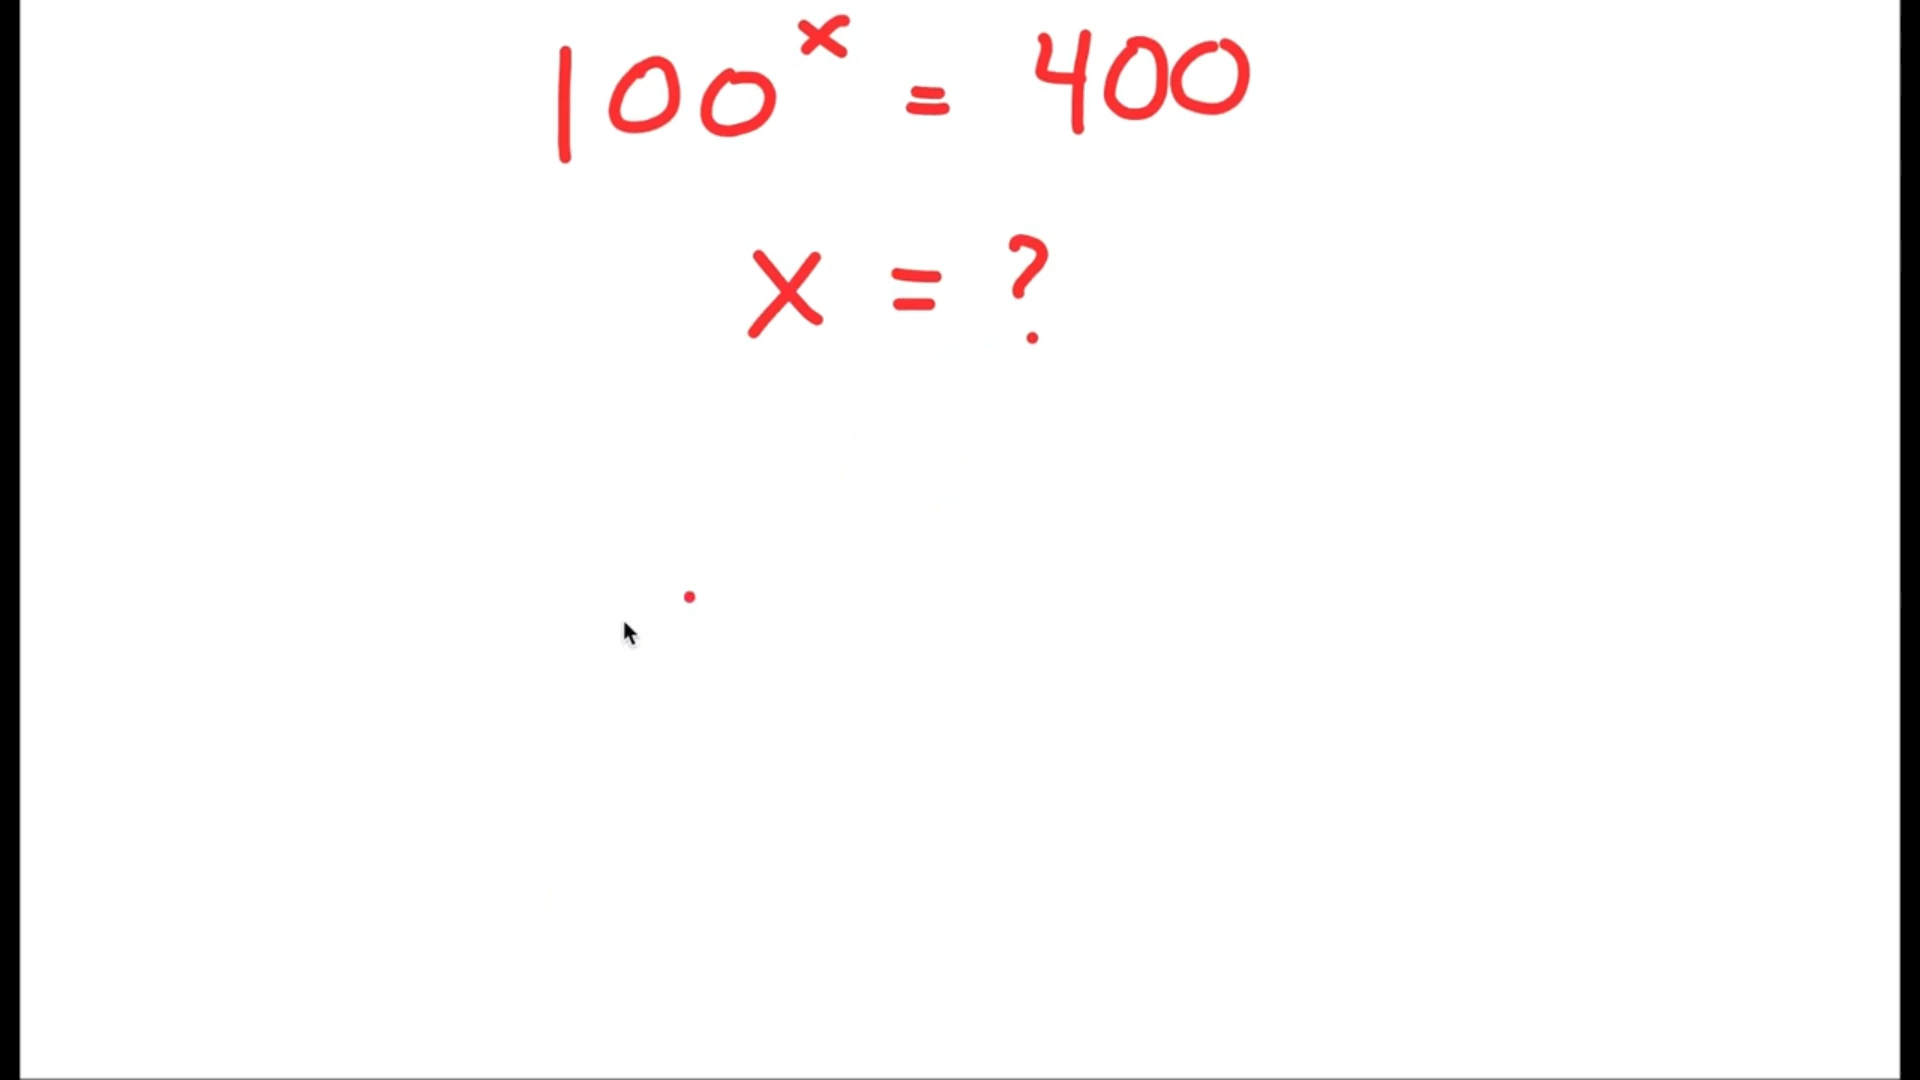 100^x = 400
x = ?